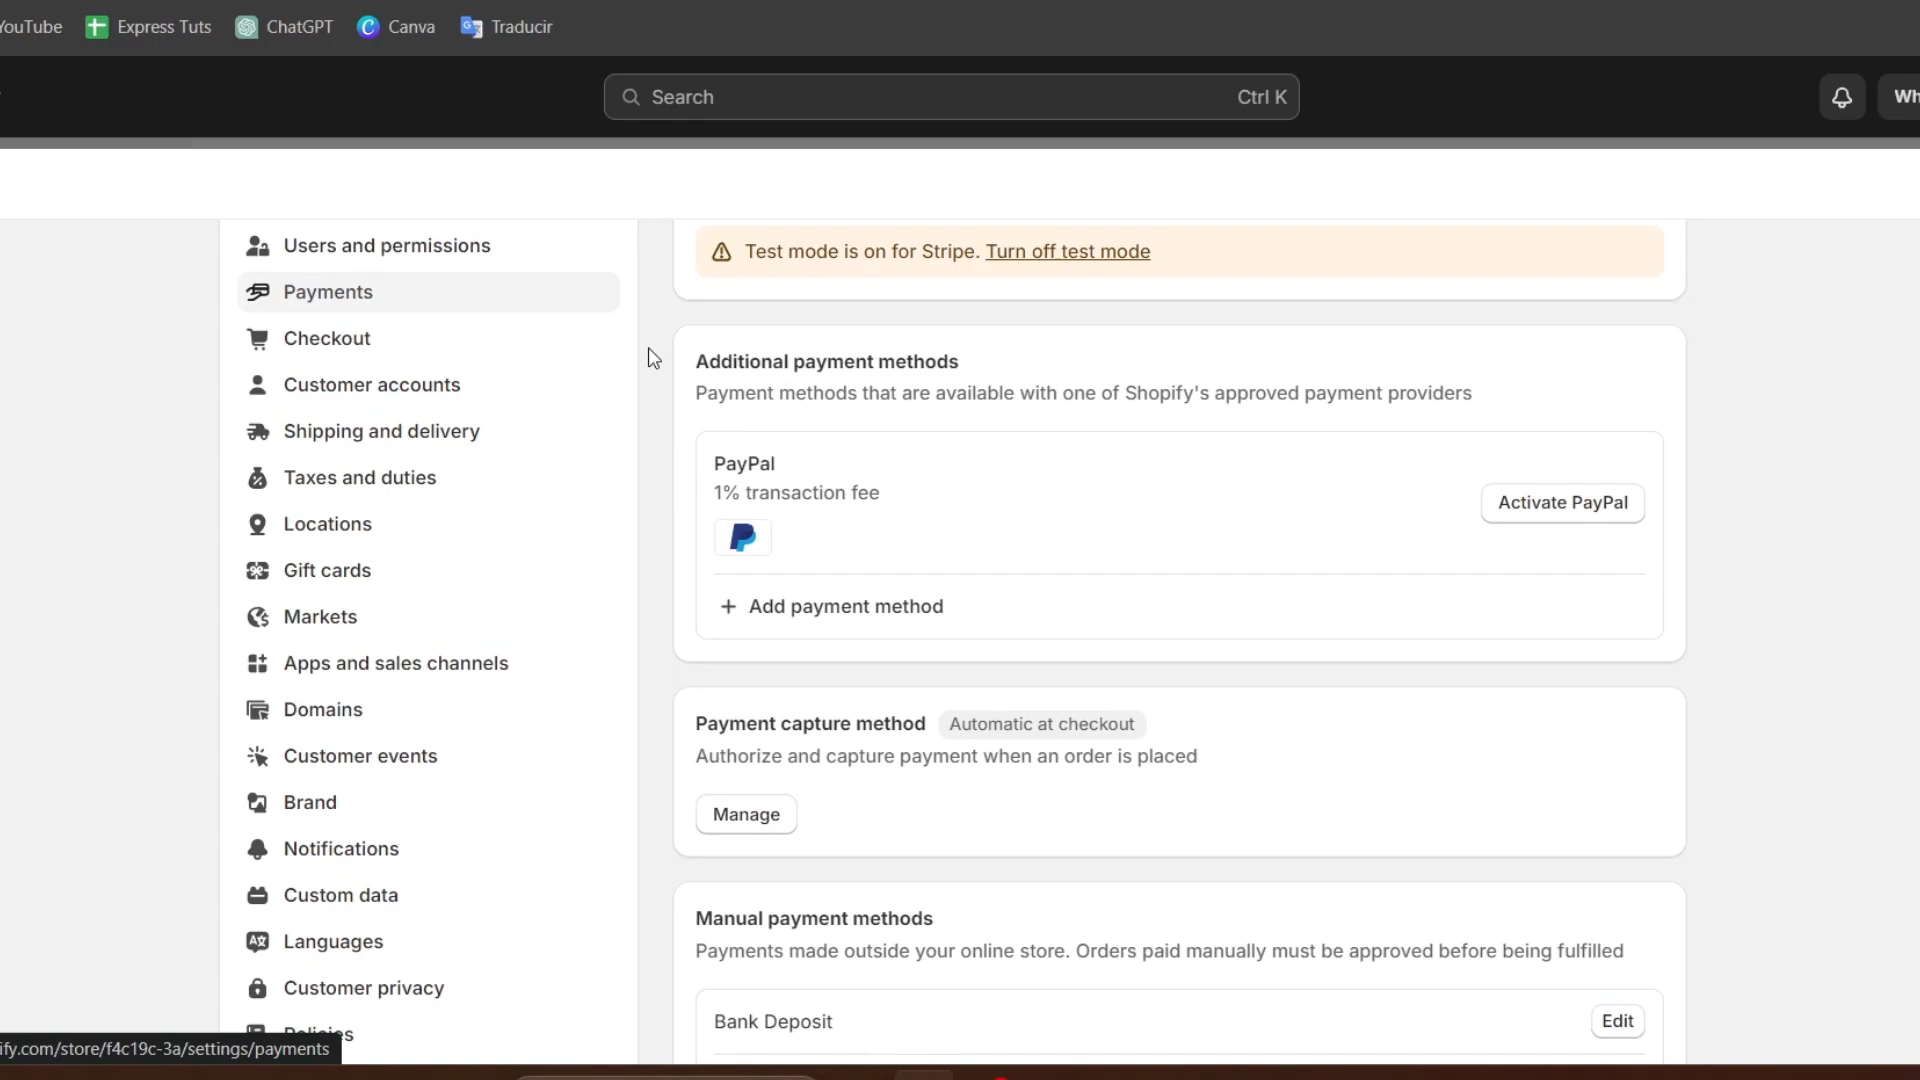 YouTube
Express Tuts
ChatGPT
Canva
Traducir
Search
Ctrl K
Users and permissions
Payments
Checkout
Customer accounts
Shipping and delivery
Taxes and duties
Locations
Gift cards
Markets
Apps and sales channels
Domains
Customer events
Brand
Notifications
Custom data
Languages
Customer privacy
Policies
ify.com/store/f4c19c-3a/settings/payments
Test mode is on for Stripe. Turn off test mode
Additional payment methods
Payment methods that are available with one of Shopify's approved payment providers
PayPal
1% transaction fee
Activate PayPal
+ Add payment method
Payment capture method
Automatic at checkout
Authorize and capture payment when an order is placed
Manage
Manual payment methods
Payments made outside your online store. Orders paid manually must be approved before being fulfilled
Bank Deposit
Edit